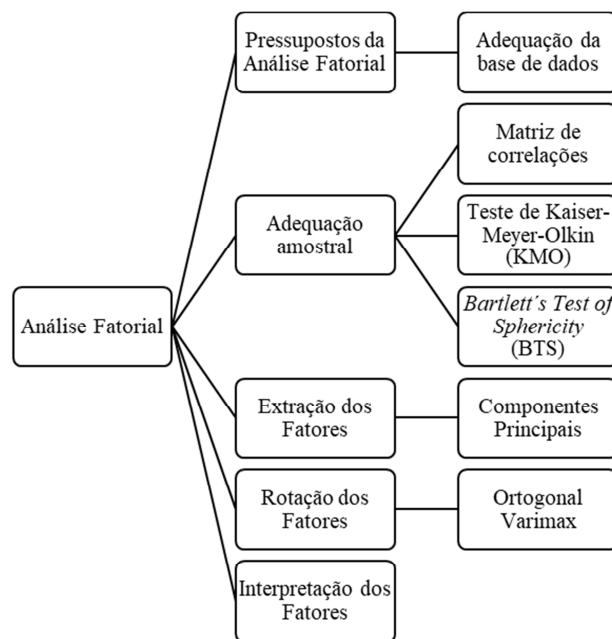 Pressupostos da
Análise Fatorial
Adequação da
base de dados
Matriz de
correlações
Adequação
amostral
Teste de Kaiser-
Meyer-Olkin
(KMO)
Bartlett´s Test of
Sphericity
(BTS)
Análise Fatorial
Extração dos
Fatores
Componentes
Principais
Rotação dos
Fatores
Ortogonal
Varimax
Interpretação dos
Fatores